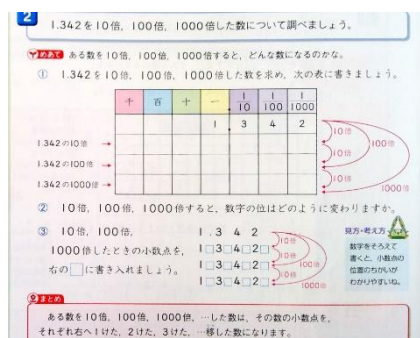 2
1.342を10倍，100倍，1000倍した数について調べましょう。
めあて ある数を10倍，100倍，1000倍すると，どんな数になるのかな。
① 1.342を10倍，100倍，1000倍した数を求め，次の表に書きましょう。
千 百 十 一 1/10 1/100 1/1000
1 . 3 4 2
1.342の10倍→
1.342の100倍→
1.342の1000倍→
10倍
10倍
10倍
100倍
1000倍
② 10倍，100倍，1000倍すると，数字の位はどのように変わりますか。
③ 10倍，100倍，
1000倍したときの小数点を，
右の□に書き入れましょう。
1.342
1□3□4□2□
1□3□4□2□
1□3□4□2□
10倍
10倍
10倍
100倍
1000倍
見方・考え方
数字をそろえて
書くと，小数点の
位置のちがいが
わかりやすいね。
まとめ
ある数を10倍，100倍，1000倍，…した数は，その数の小数点を，
それぞれ右へ1けた，2けた，3けた，…移した数になります。